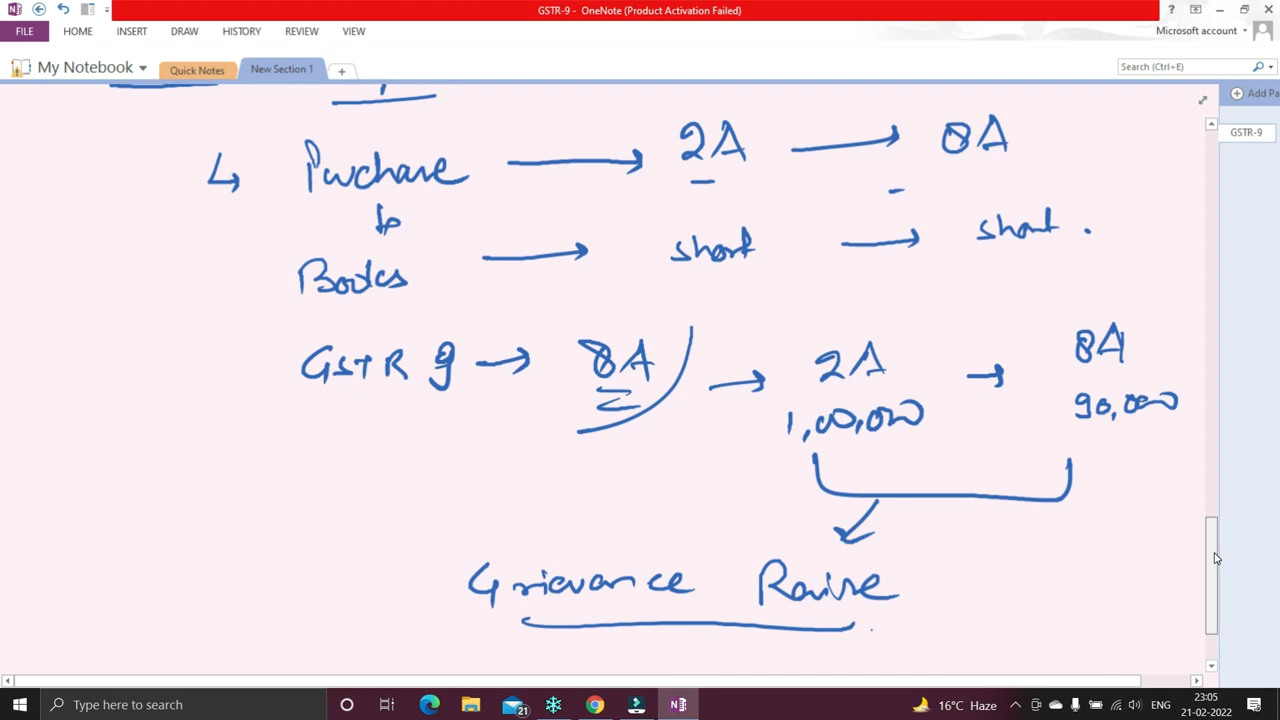 GSTR-9 - OneNote (Product Activation Failed)
FILE HOME INSERT DRAW HISTORY REVIEW VIEW Microsoft account
My Notebook Quick Notes New Section 1 Search (Ctrl+E)
Add Pa
GSTR-9
↳ Purchase → 2A → 8A
to
Books → short → short.
GSTR 9 → 8A → 2A → 8A
1,00,000 90,000
Grievance Raise
Type here to search 21 16°C Haze ENG 23:05
21-02-2022